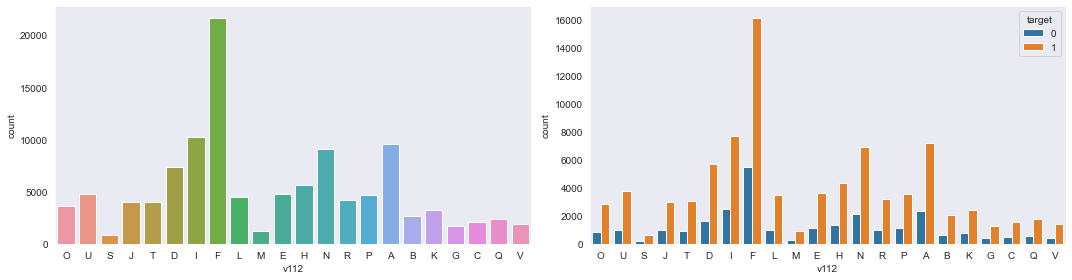 20000
15000
10000
5000
0
count
O U S J T D I F L M E H N R P A B K G C Q V
v112
16000
14000
12000
10000
8000
6000
4000
2000
0
count
target
0
1
O U S J T D I F L M E H N R P A B K G C Q V
v112